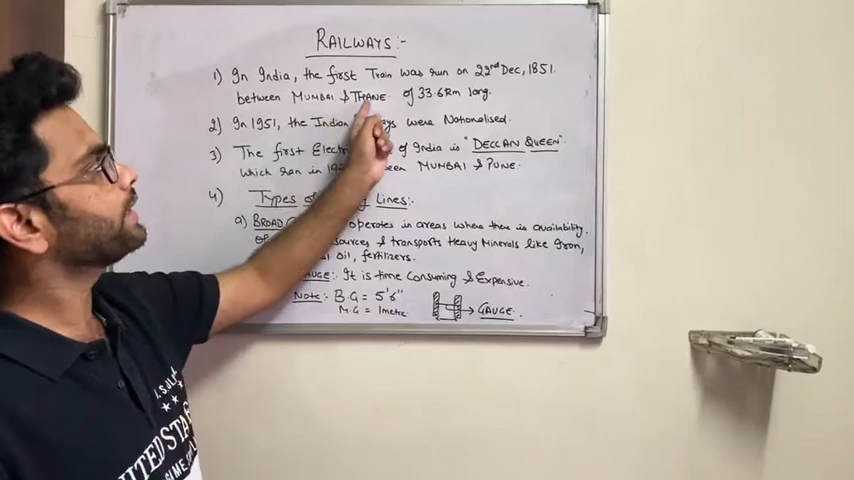 RAILWAYS :-
1) In India, the first Train was run on 22nd Dec, 1851.
between MUMBAI & THANE of 33.6Km long.
2) In 1951, the Indian were Nationalised.
3) The first of India is "DECCAN QUEEN"
which ran in MUMBAI & PUNE.
4) Types of Lines:-
a) BROAD operates in areas where there is availability
& transports Heavy Minerals like Iron,
Oil, fertilizers.
It is time Consuming & Expensive.
Note:- B.G = 5'6"
M.G = 1metre
GAUGE.
UNITED STA